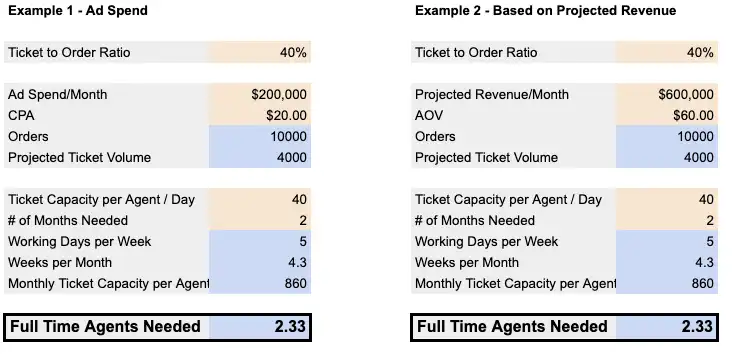 Example 1 - Ad Spend
Ticket to Order Ratio 40%
Ad Spend/Month $200,000
CPA $20.00
Orders 10000
Projected Ticket Volume 4000
Ticket Capacity per Agent / Day 40
# of Months Needed 2
Working Days per Week 5
Weeks per Month 4.3
Monthly Ticket Capacity per Agent 860
Full Time Agents Needed 2.33
Example 2 - Based on Projected Revenue
Ticket to Order Ratio 40%
Projected Revenue/Month $600,000
AOV $60.00
Orders 10000
Projected Ticket Volume 4000
Ticket Capacity per Agent / Day 40
# of Months Needed 2
Working Days per Week 5
Weeks per Month 4.3
Monthly Ticket Capacity per Agent 860
Full Time Agents Needed 2.33